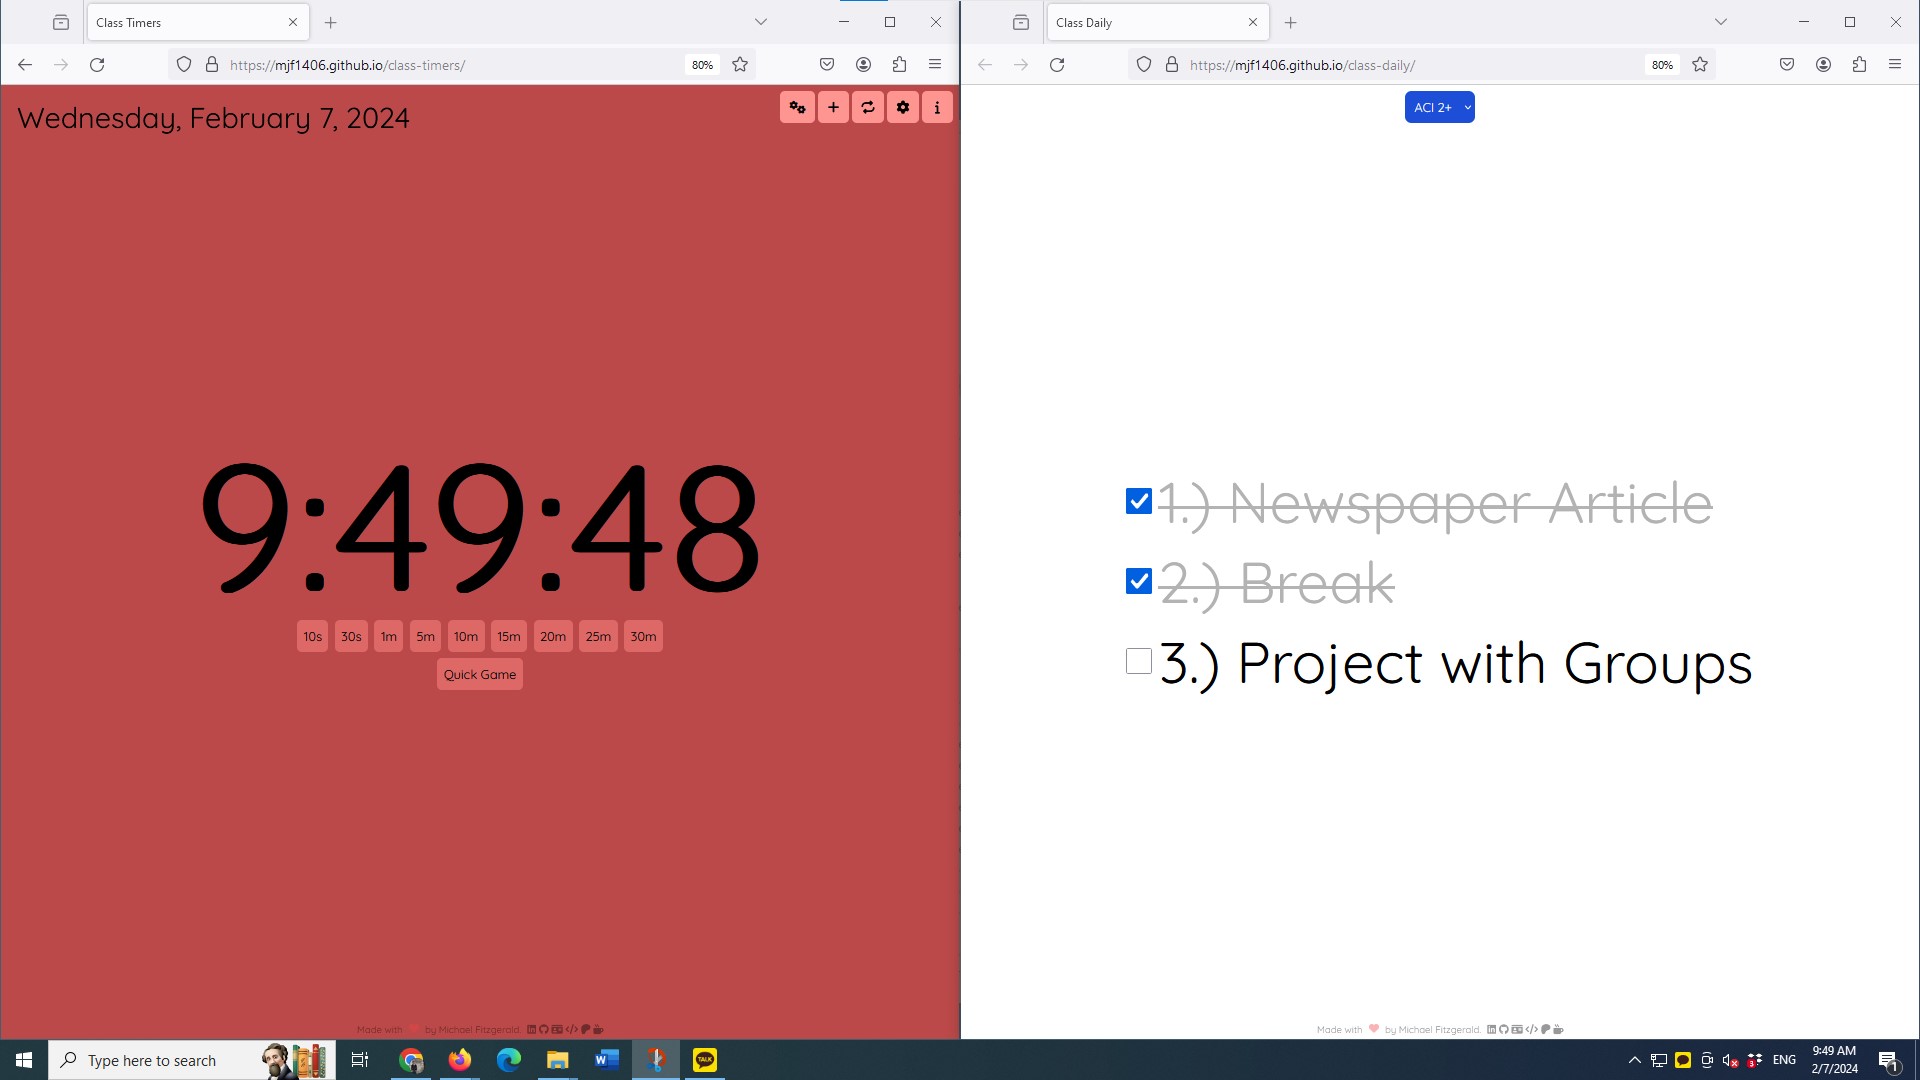 Class Timers
https://mjf1406.github.io/class-timers/
80%
Wednesday, February 7, 2024
9:49:48
10s 30s 1m 5m 10m 15m 20m 25m 30m
Quick Game
Made with by Michael Fitzgerald.
Class Daily
https://mjf1406.github.io/class-daily/
80%
ACI 2+
1.) Newspaper Article
2.) Break
3.) Project with Groups
Made with by Michael Fitzgerald.
Type here to search
TALK
ENG
9:49 AM
2/7/2024
1